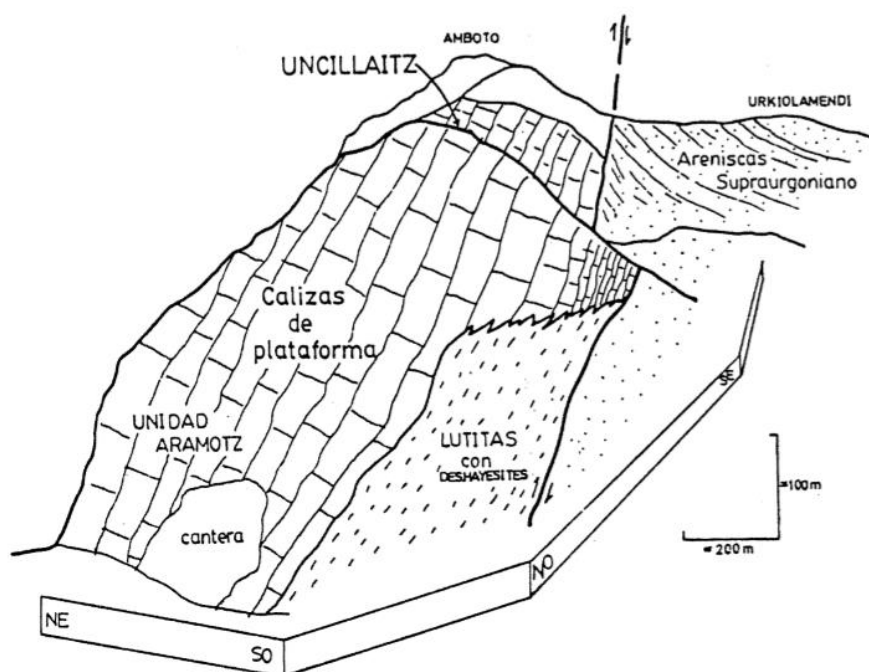 AMBOTO
UNCILLAITZ
URKIOLAMENDI
Areniscas
Supraurgoniano
Calizas
de
plataforma
UNIDAD
ARAMOTZ
LUTITAS
con
DESHAYESITES
cantera
≃100m
≃200m
NE
SO
NO
SE